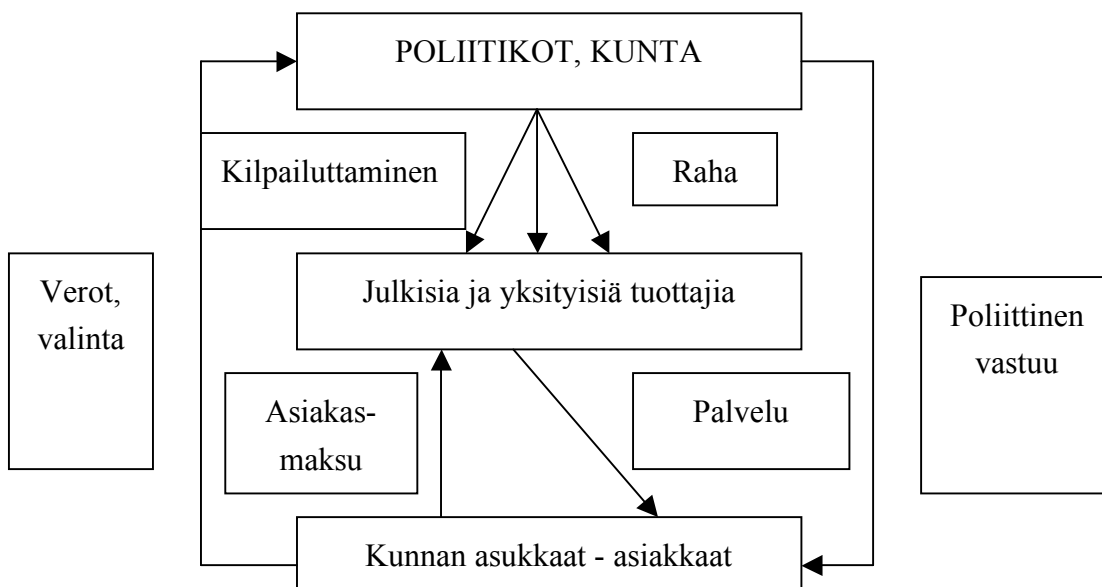 POLIITIKOT, KUNTA
Kilpailuttaminen
Raha
Verot,
valinta
Julkisia ja yksityisiä tuottajia
Poliittinen
vastuu
Asiakas-
maksu
Palvelu
Kunnan asukkaat - asiakkaat